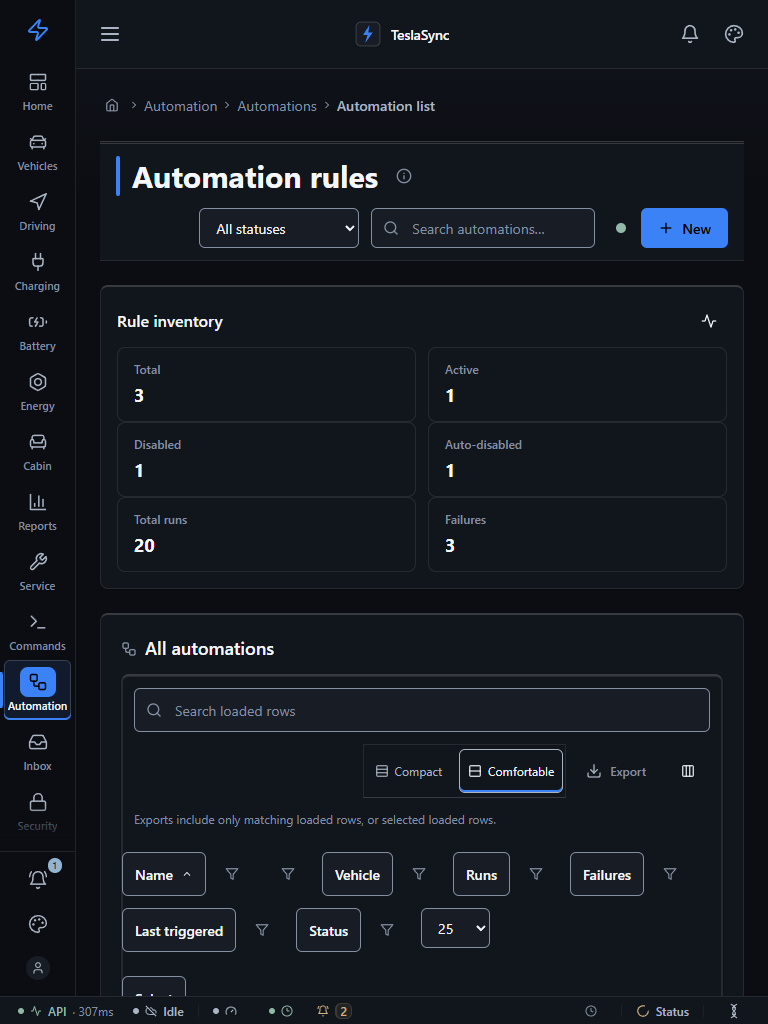 TeslaSync
Home
Vehicles
Driving
Charging
Battery
Energy
Cabin
Reports
Service
Commands
Automation
Inbox
Security
1
Automation > Automations > Automation list
Automation rules
All statuses
Search automations...
New
Rule inventory
Total
3
Active
1
Disabled
1
Auto-disabled
1
Total runs
20
Failures
3
All automations
Search loaded rows
Compact
Comfortable
Export
Exports include only matching loaded rows, or selected loaded rows.
Name
Vehicle
Runs
Failures
Last triggered
Status
25
API · 307ms
Idle
2
Status